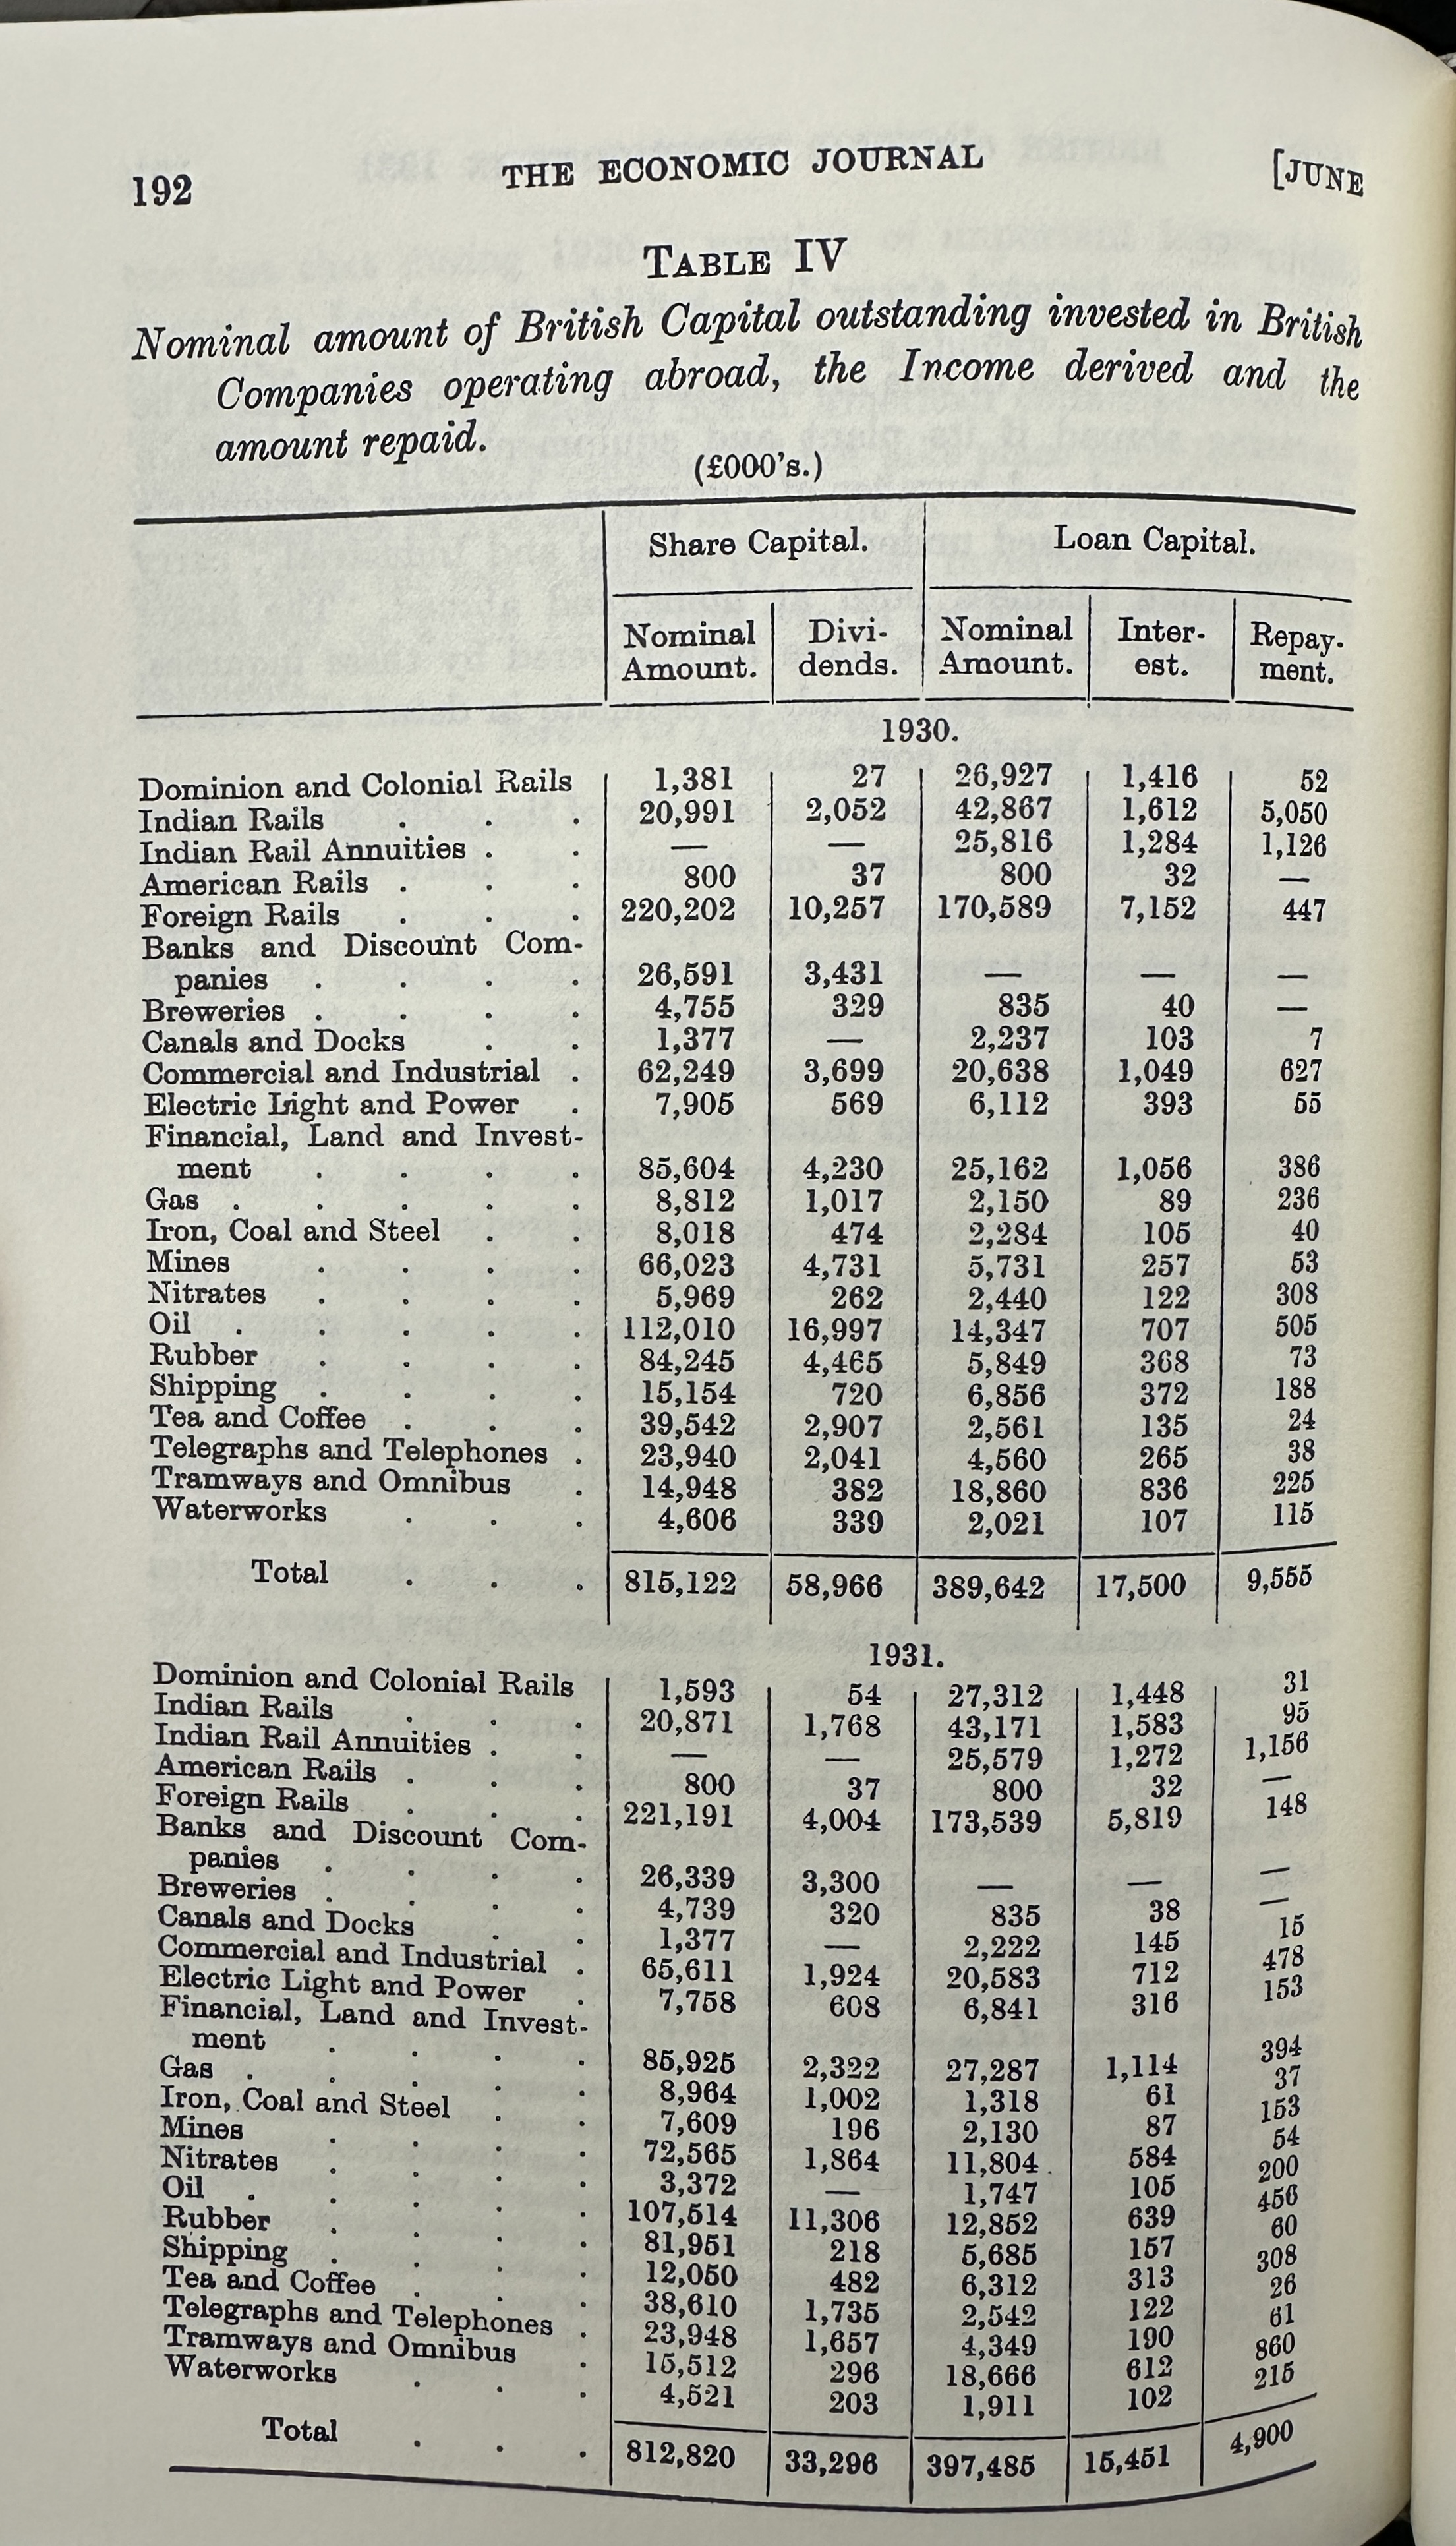 192 THE ECONOMIC JOURNAL [JUNE
TABLE IV
Nominal amount of British Capital outstanding invested in British
Companies operating abroad, the Income derived and the
amount repaid.
(£000's.)
Share Capital. Loan Capital.
Nominal Divi- Nominal Inter- Repay-
Amount. dends. Amount. est. ment.
1930.
Dominion and Colonial Rails 1,381 27 26,927 1,416 52
Indian Rails . . . 20,991 2,052 42,867 1,612 5,050
Indian Rail Annuities . . — — 25,816 1,284 1,126
American Rails . . . 800 37 800 32 —
Foreign Rails . . . 220,202 10,257 170,589 7,152 447
Banks and Discount Com-
panies . . . . 26,591 3,431 — — —
Breweries . . . . 4,755 329 835 40 —
Canals and Docks . . 1,377 — 2,237 103 7
Commercial and Industrial . 62,249 3,699 20,638 1,049 627
Electric Light and Power . 7,905 569 6,112 393 55
Financial, Land and Invest-
ment . . . . 85,604 4,230 25,162 1,056 386
Gas . . . . . 8,812 1,017 2,150 89 236
Iron, Coal and Steel . . 8,018 474 2,284 105 40
Mines . . . . 66,023 4,731 5,731 257 53
Nitrates . . . . 5,969 262 2,440 122 308
Oil . . . . . 112,010 16,997 14,347 707 505
Rubber . . . . 84,245 4,465 5,849 368 73
Shipping . . . . 15,154 720 6,856 372 188
Tea and Coffee . . . 39,542 2,907 2,561 135 24
Telegraphs and Telephones . 23,940 2,041 4,560 265 38
Tramways and Omnibus . 14,948 382 18,860 836 225
Waterworks . . . 4,606 339 2,021 107 115
Total . . . 815,122 58,966 389,642 17,500 9,555
1931.
Dominion and Colonial Rails 1,593 54 27,312 1,448 31
Indian Rails . . . 20,871 1,768 43,171 1,583 95
Indian Rail Annuities . . — — 25,579 1,272 1,156
American Rails . . . 800 37 800 32 —
Foreign Rails . . . 221,191 4,004 173,539 5,819 148
Banks and Discount Com-
panies . . . . 26,339 3,300 — — —
Breweries . . . . 4,739 320 835 38 —
Canals and Docks . . 1,377 — 2,222 145 15
Commercial and Industrial . 65,611 1,924 20,583 712 478
Electric Light and Power . 7,758 608 6,841 316 153
Financial, Land and Invest-
ment . . . . 85,925 2,322 27,287 1,114 394
Gas . . . . . 8,964 1,002 1,318 61 37
Iron, Coal and Steel . . 7,609 196 2,130 87 153
Mines . . . . 72,565 1,864 11,804 584 54
Nitrates . . . . 3,372 — 1,747 105 200
Oil . . . . . 107,514 11,306 12,852 639 456
Rubber . . . . 81,951 218 5,685 157 60
Shipping . . . . 12,050 482 6,312 313 308
Tea and Coffee . . . 38,610 1,735 2,542 122 26
Telegraphs and Telephones . 23,948 1,657 4,349 190 61
Tramways and Omnibus . 15,512 296 18,666 612 860
Waterworks . . . 4,521 203 1,911 102 215
Total . . . 812,820 33,296 397,485 15,451 4,900